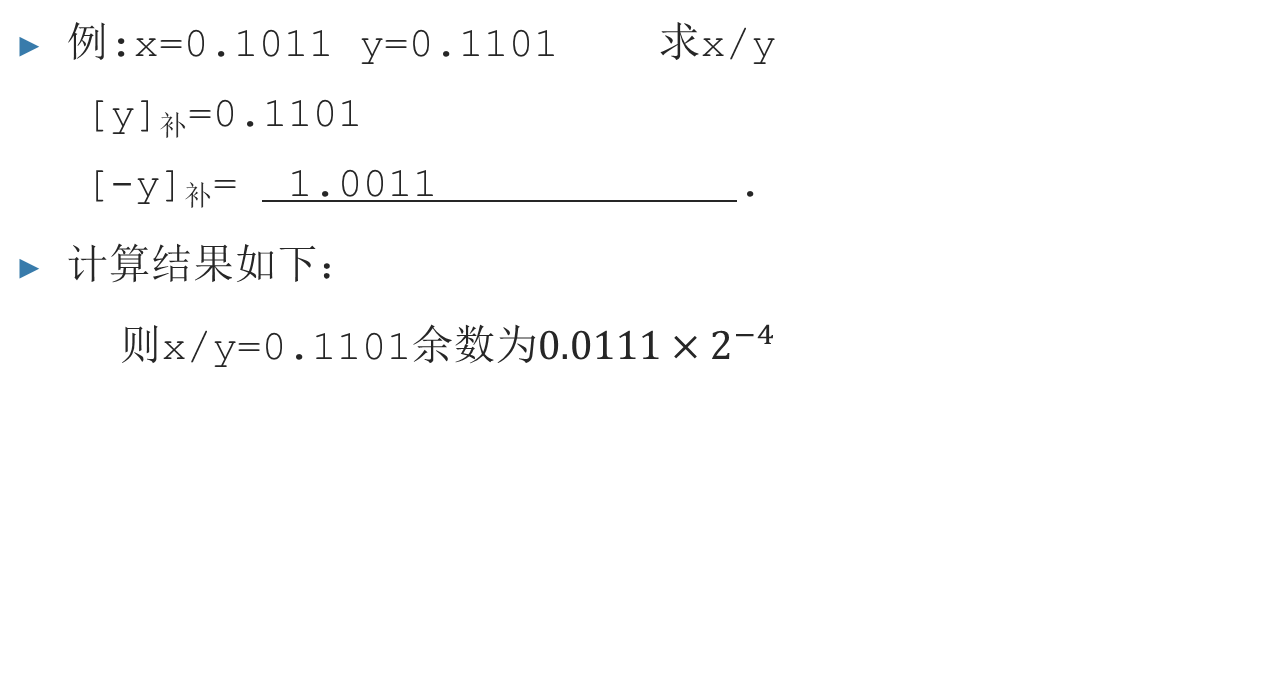 ▶ 例:x=0.1011 y=0.1101 求x/y
[y]补=0.1101
[-y]补= 1.0011 .
▶ 计算结果如下:
则x/y=0.1101余数为0.0111 × 2⁻⁴